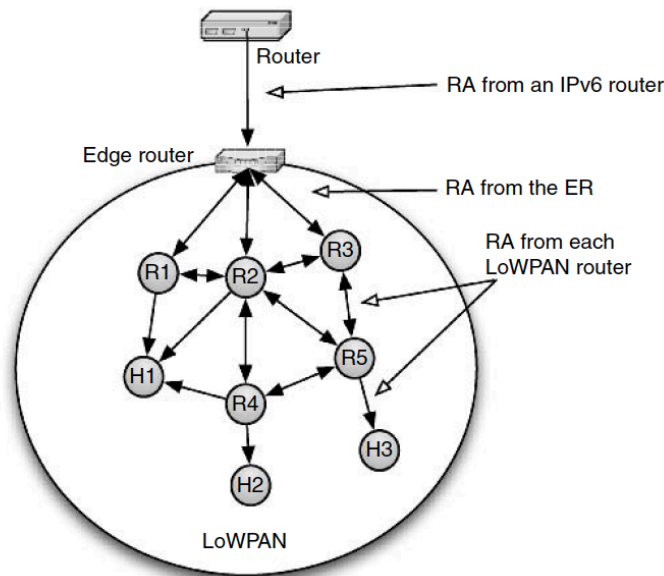 Router
RA from an IPv6 router
Edge router
RA from the ER
RA from each
LoWPAN router
R1
R2
R3
H1
R4
R5
H2
H3
LoWPAN